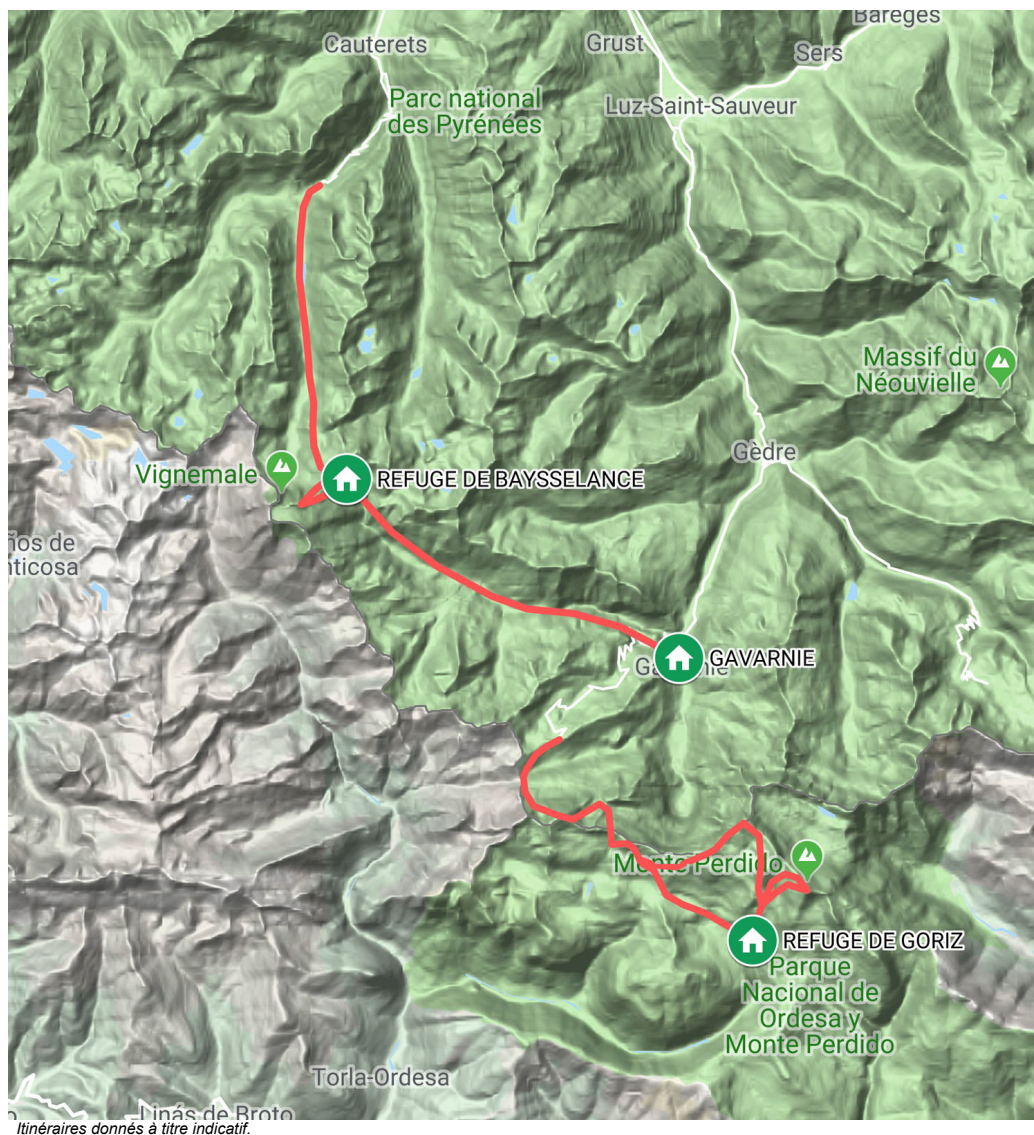 Barèges
Cauterets
Grust
Sers
Parc national
des Pyrénées
Luz-Saint-Sauveur
Massif du
Néouvielle
Gèdre
Vignemale
REFUGE DE BAYSSELANCE
ños de
nticosa
GAVARNIE
Monte Perdido
REFUGE DE GORIZ
Parque
Nacional de
Ordesa y
Monte Perdido
Torla-Ordesa
Linás de Broto
Itinéraires donnés à titre indicatif.